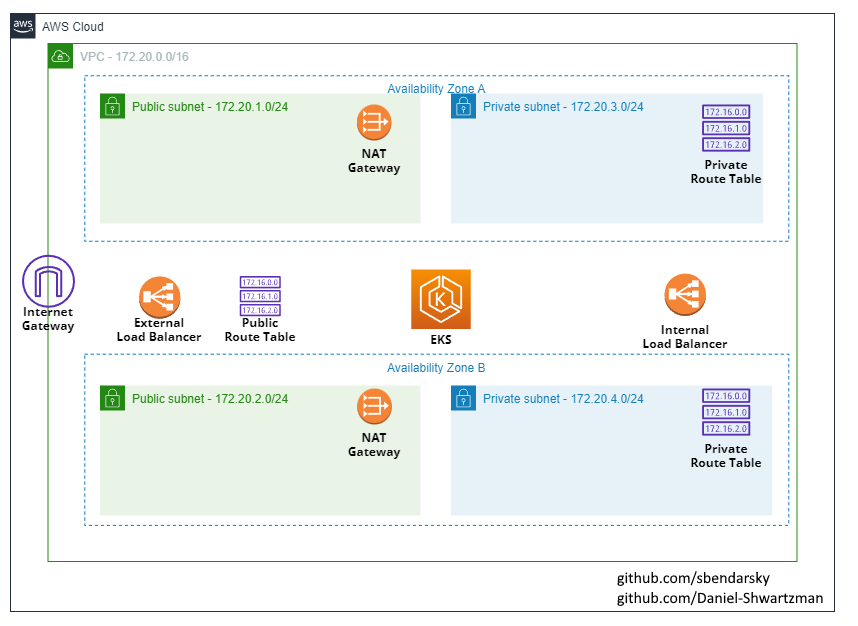 aws
AWS Cloud
VPC - 172.20.0.0/16
Availability Zone A
Public subnet - 172.20.1.0/24
NAT
Gateway
Private subnet - 172.20.3.0/24
172.16.0.0
172.16.1.0
172.16.2.0
Private
Route Table
Internet
Gateway
External
Load Balancer
172.16.0.0
172.16.1.0
172.16.2.0
Public
Route Table
K
EKS
Internal
Load Balancer
Availability Zone B
Public subnet - 172.20.2.0/24
NAT
Gateway
Private subnet - 172.20.4.0/24
172.16.0.0
172.16.1.0
172.16.2.0
Private
Route Table
github.com/sbendarsky
github.com/Daniel-Shwartzman